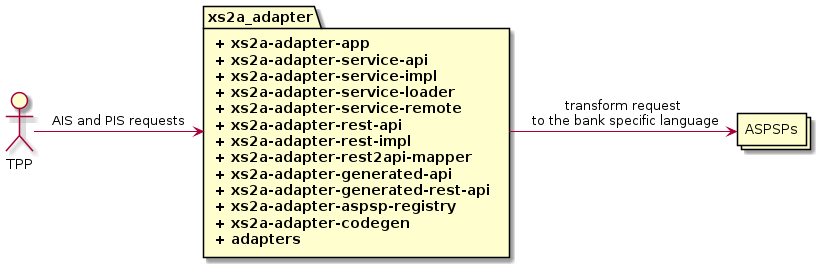 xs2a_adapter
+ xs2a-adapter-app
+ xs2a-adapter-service-api
+ xs2a-adapter-service-impl
+ xs2a-adapter-service-loader
+ xs2a-adapter-service-remote
+ xs2a-adapter-rest-api
+ xs2a-adapter-rest-impl
+ xs2a-adapter-rest2api-mapper
+ xs2a-adapter-generated-api
+ xs2a-adapter-generated-rest-api
+ xs2a-adapter-aspsp-registry
+ xs2a-adapter-codegen
+ adapters
TPP
AIS and PIS requests
transform request
to the bank specific language
ASPSPs